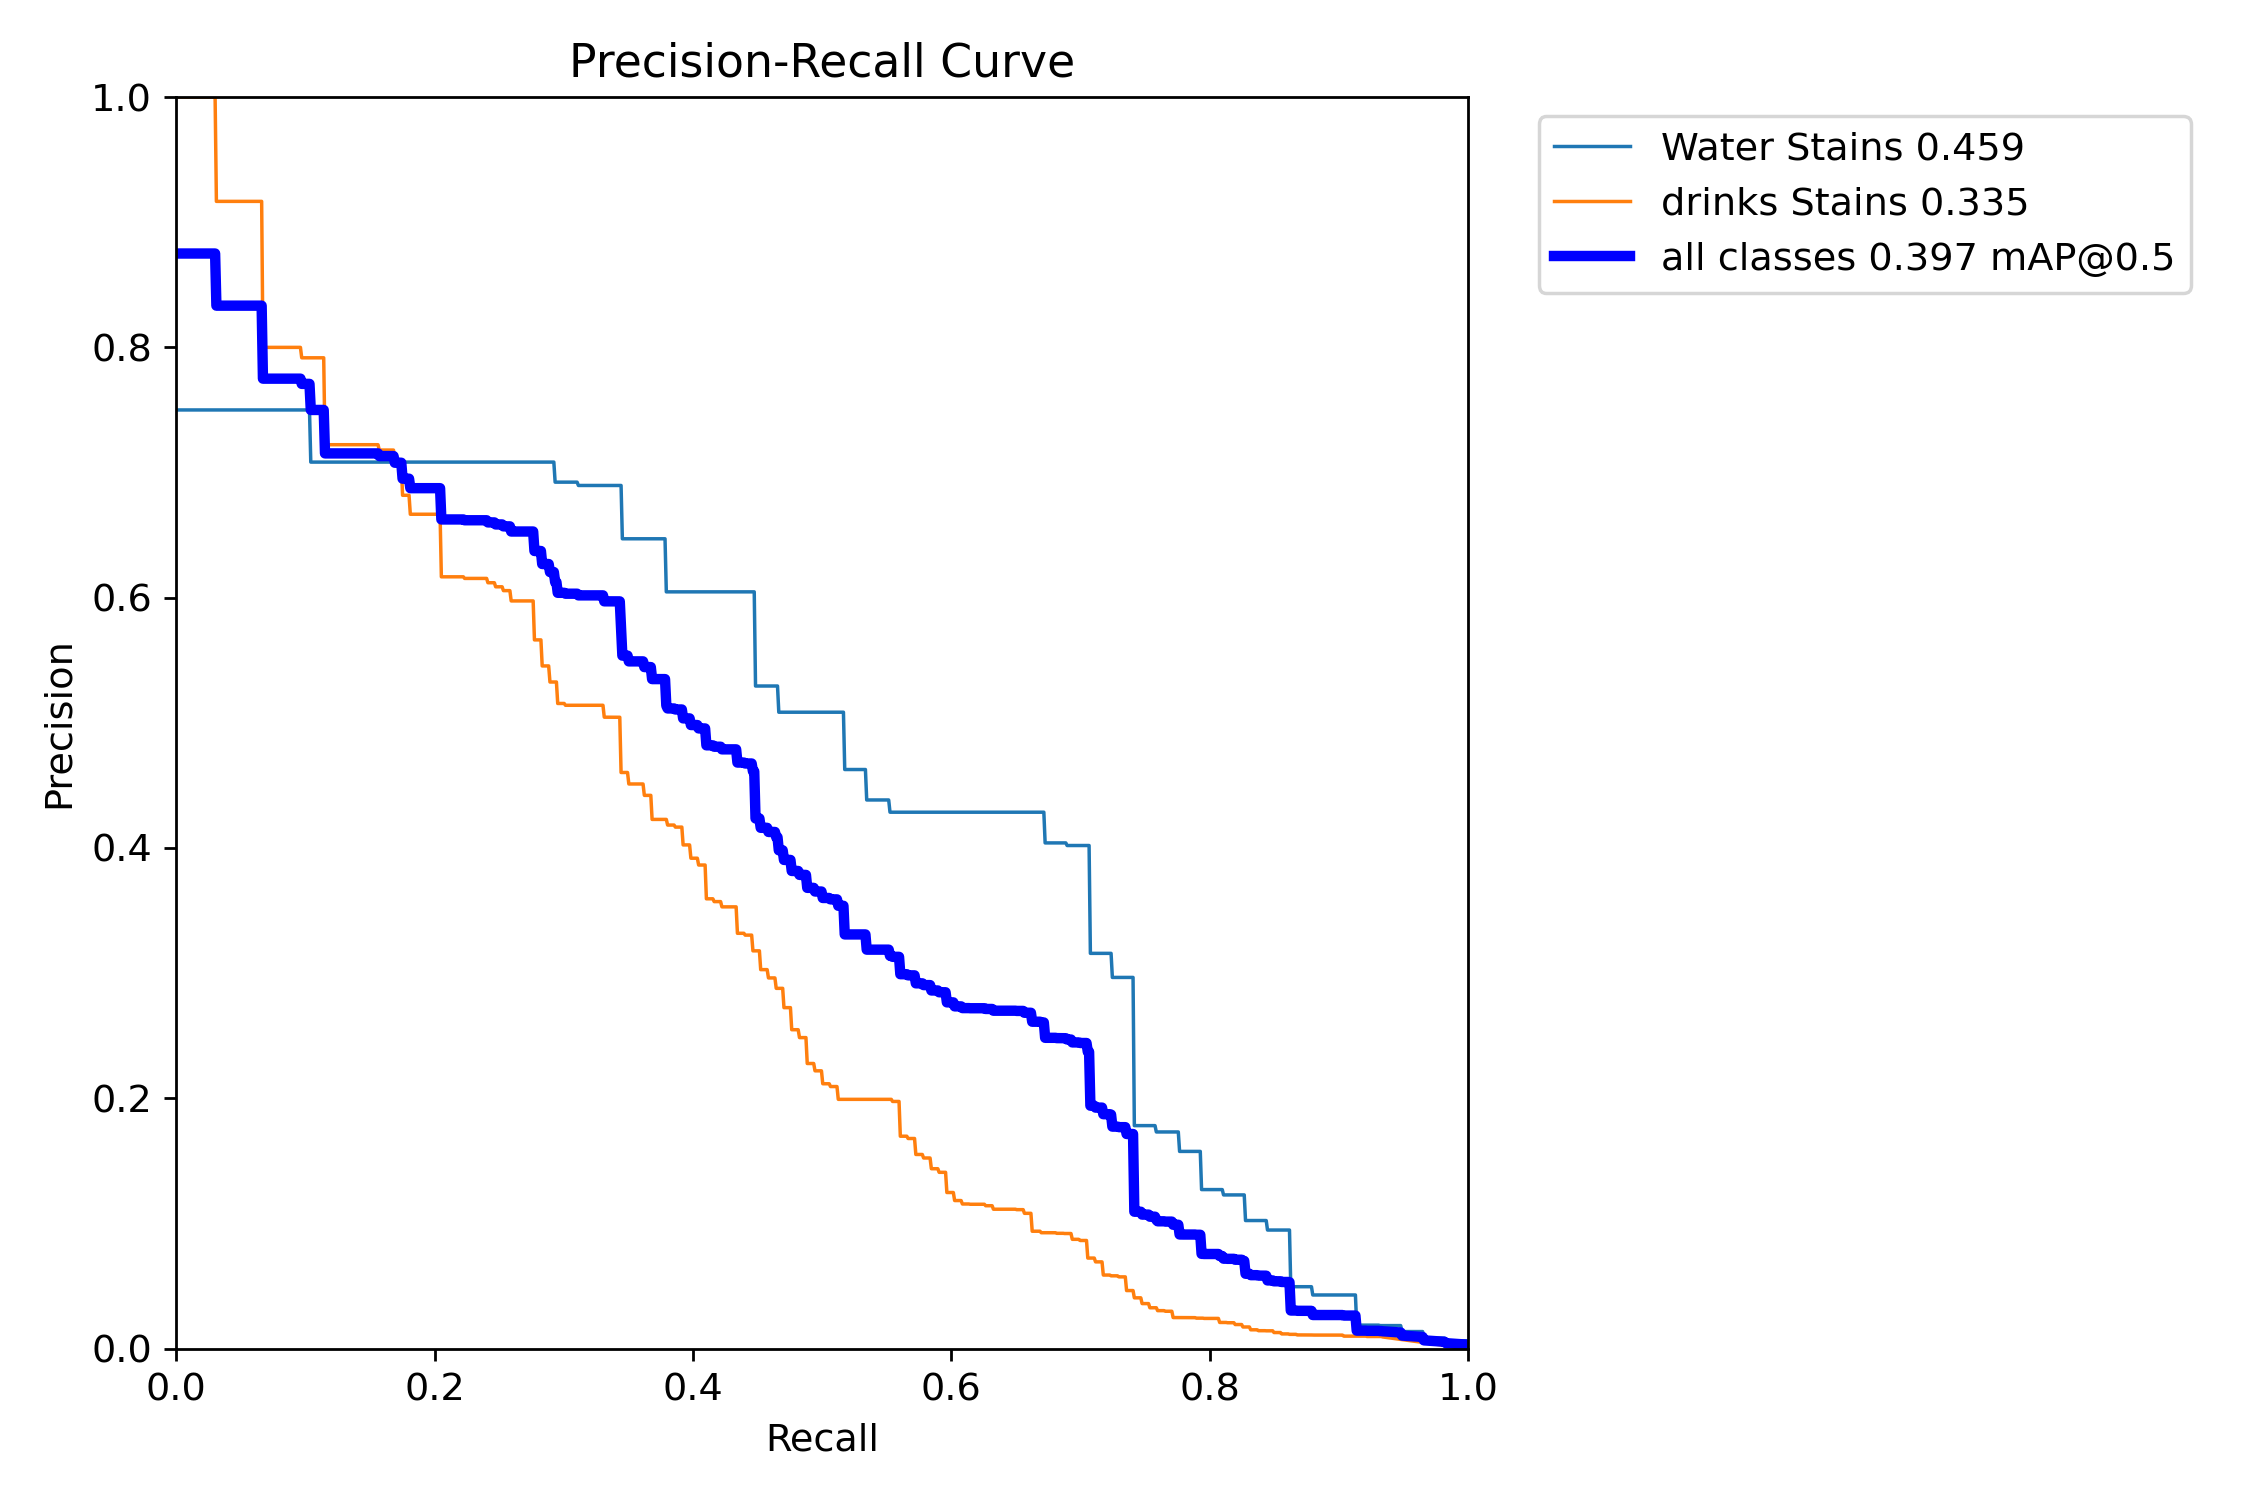 Precision-Recall Curve
1.0
0.8
0.6
0.4
0.2
0.0
Precision
0.0 0.2 0.4 0.6 0.8 1.0
Recall
Water Stains 0.459
drinks Stains 0.335
all classes 0.397 mAP@0.5